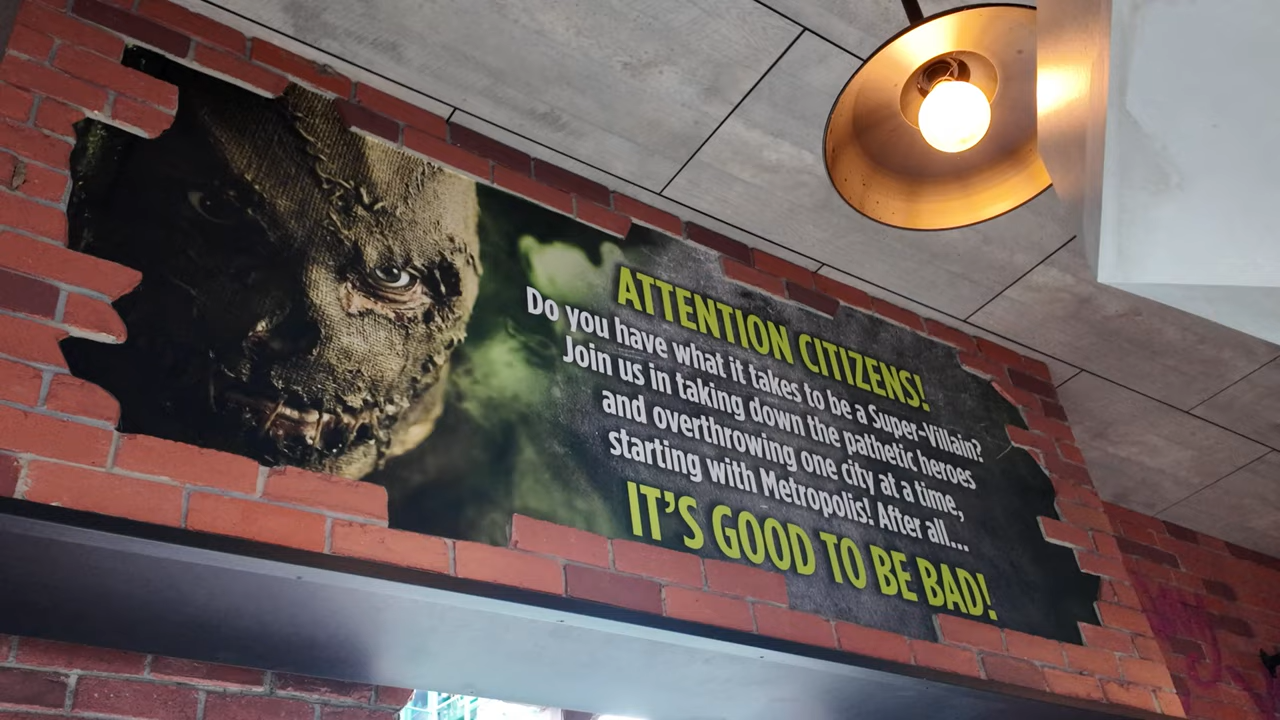 ATTENTION CITIZENS!
Do you have what it takes to be a Super-Villain?
Join us in taking down the pathetic heroes
and overthrowing one city at a time,
starting with Metropolis! After all...
IT'S GOOD TO BE BAD!